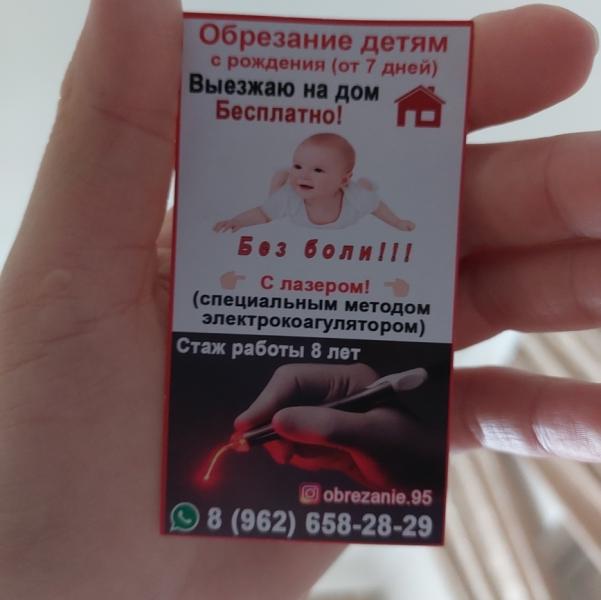 Обрезание детям
с рождения (от 7 дней)
Выезжаю на дом
Бесплатно!
Без боли!!!
С лазером!
(специальным методом
электрокоагулятором)
Стаж работы 8 лет
obrezanie.95
8 (962) 658-28-29